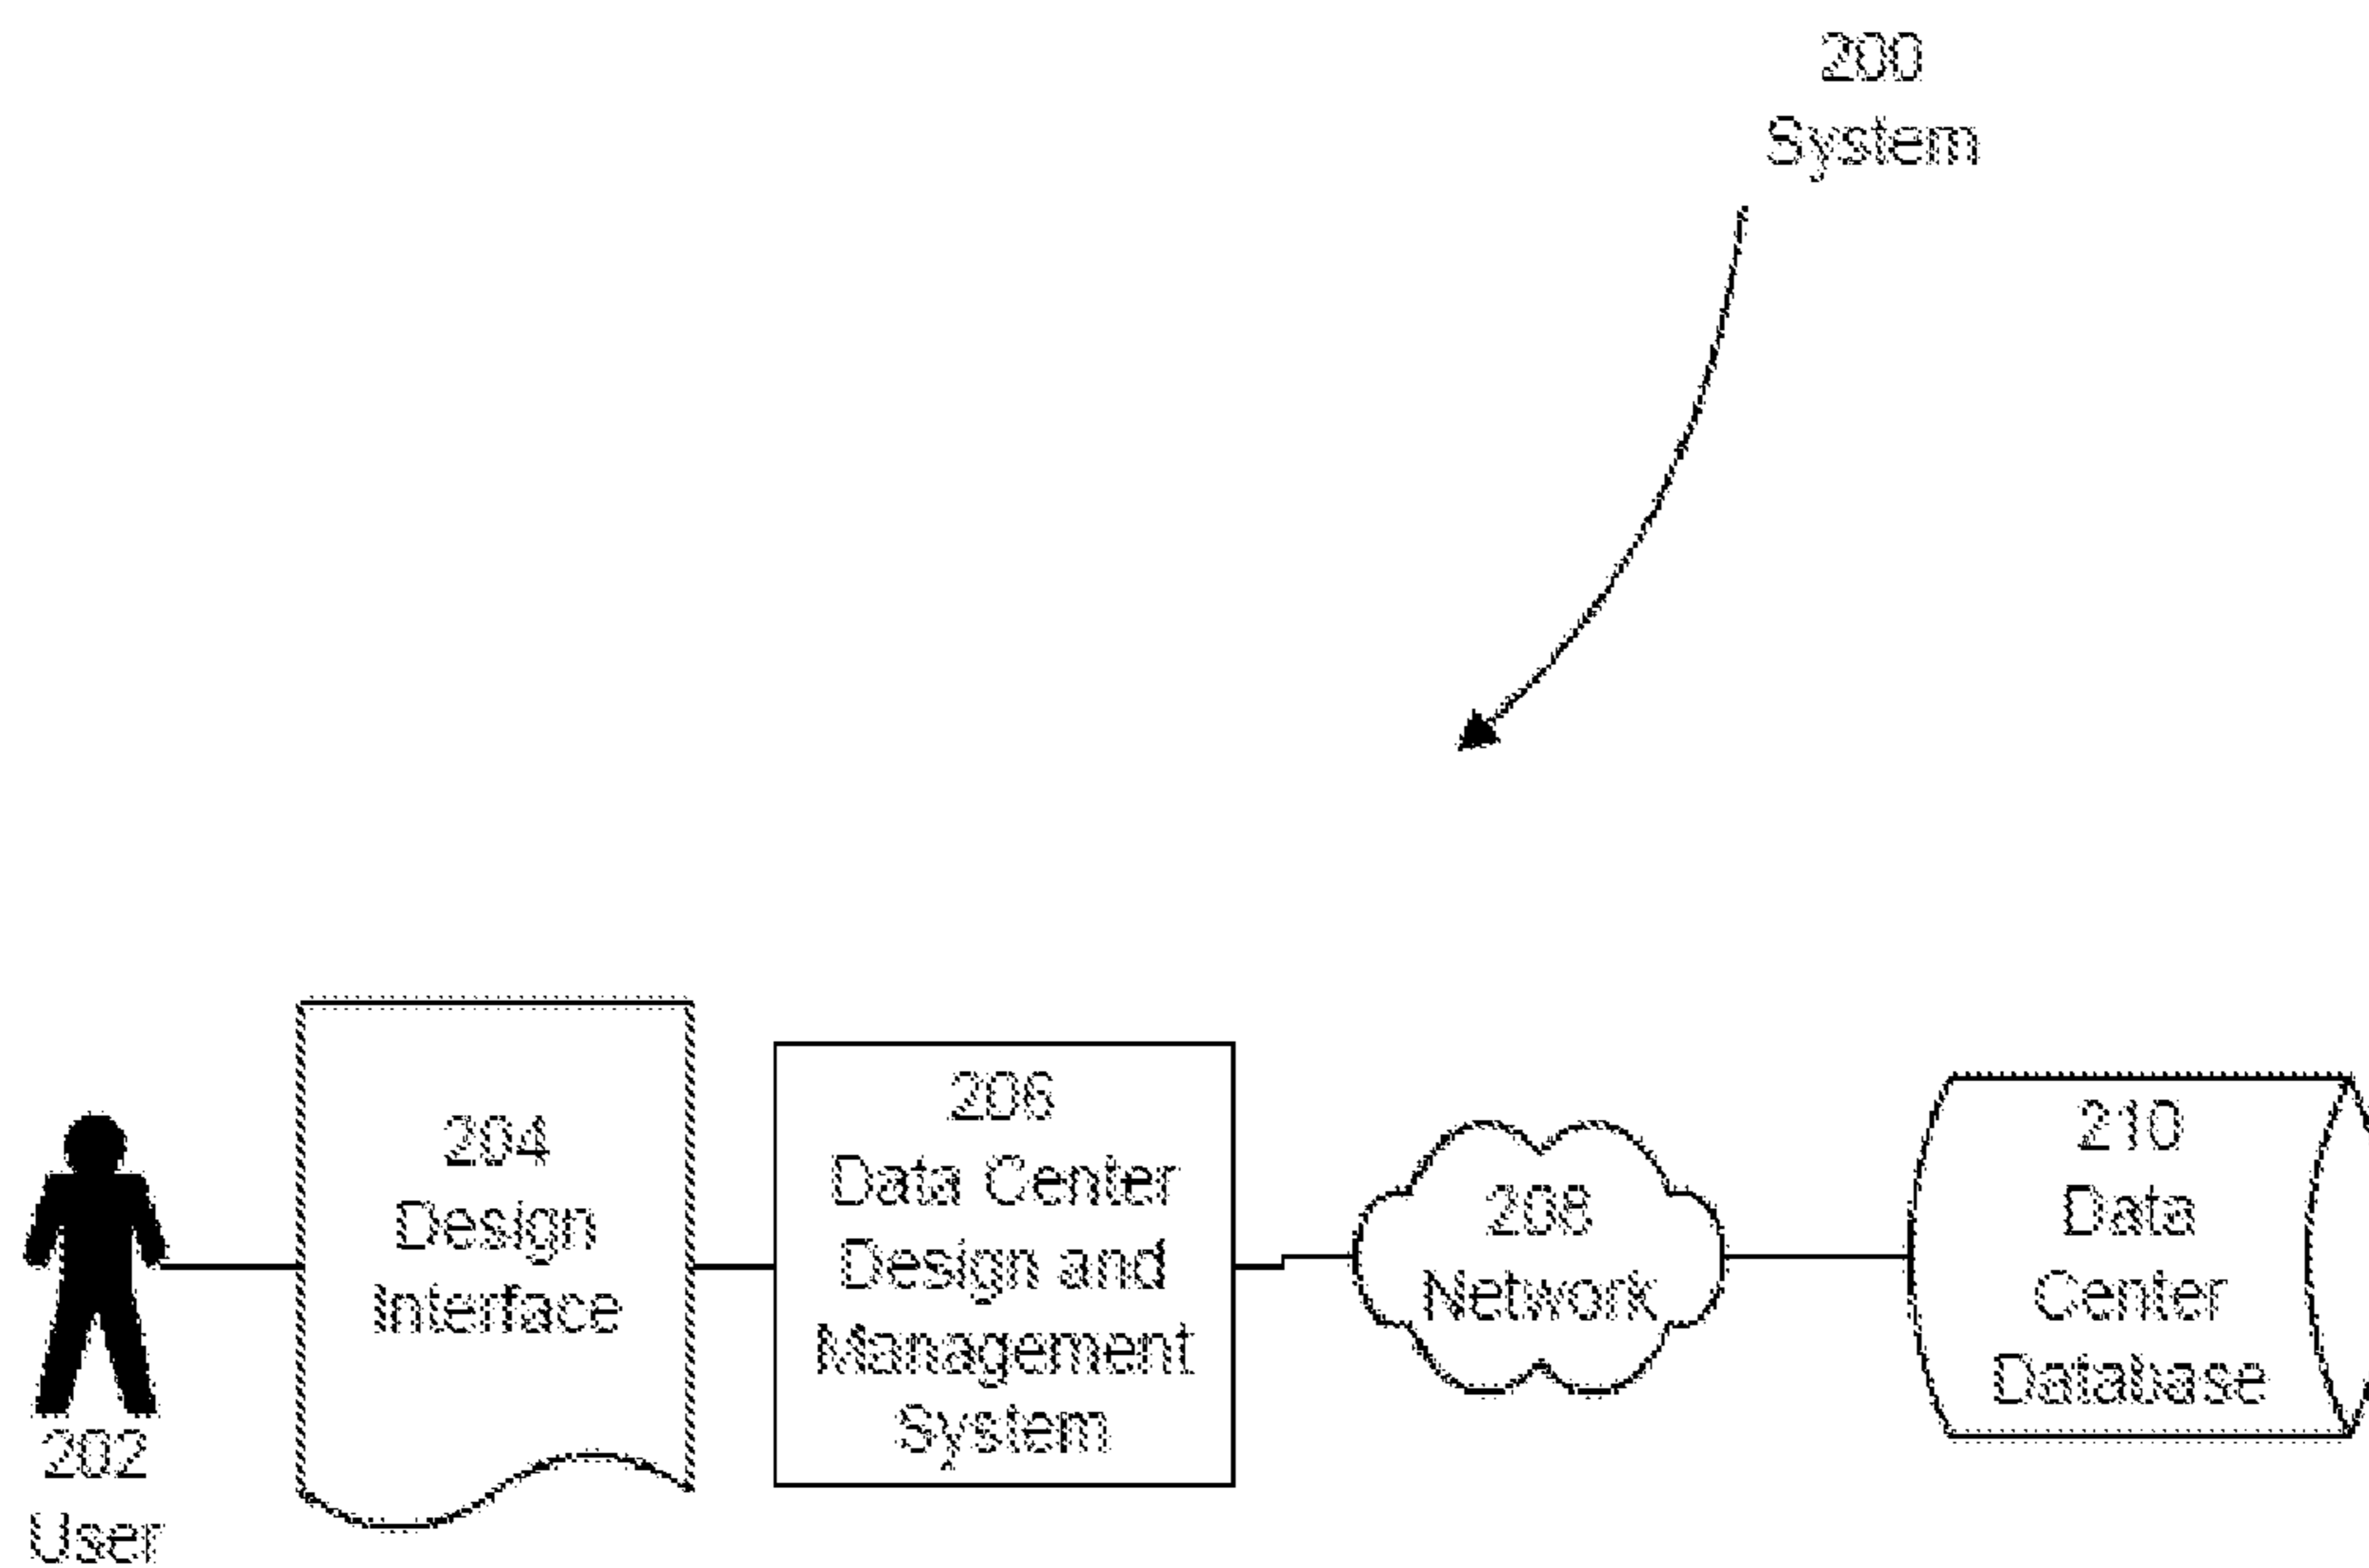 200
System
202
User
204
Design
Interface
206
Data Center
Design and
Management
System
208
Network
210
Data
Center
Database